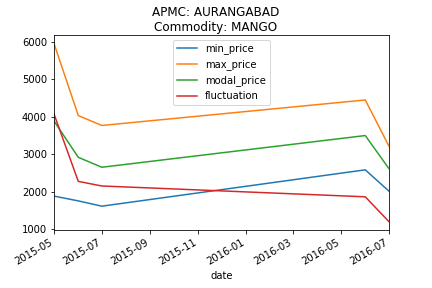 APMC: AURANGABAD
Commodity: MANGO
6000
5000
4000
3000
2000
1000
min_price
max_price
modal_price
fluctuation
2015-05
2015-07
2015-09
2015-11
2016-01
2016-03
2016-05
2016-07
date